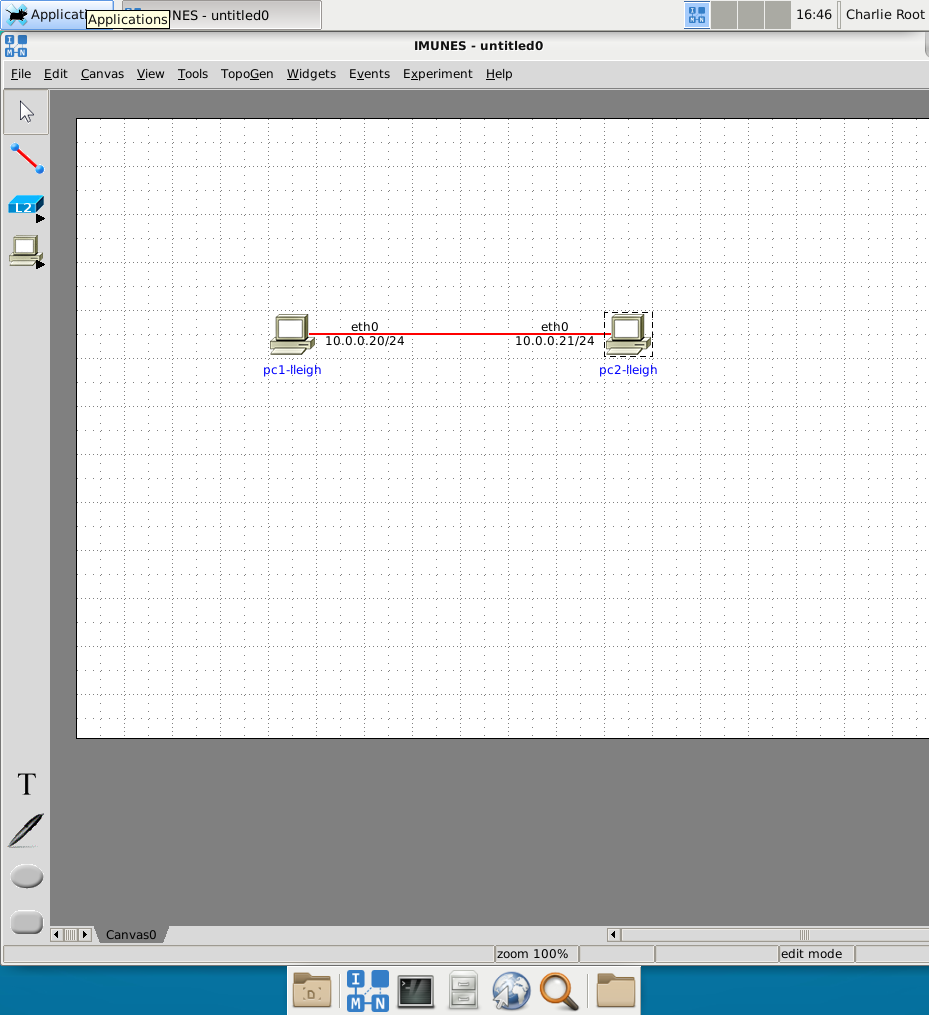 Applicati
Applications
UNES - untitled0
16:46
Charlie Root
IMUNES - untitled0
File Edit Canvas View Tools TopoGen Widgets Events Experiment Help
L2
eth0
10.0.0.20/24
eth0
10.0.0.21/24
pc1-lleigh
pc2-lleigh
T
Canvas0
zoom 100%
edit mode
D
I
M N